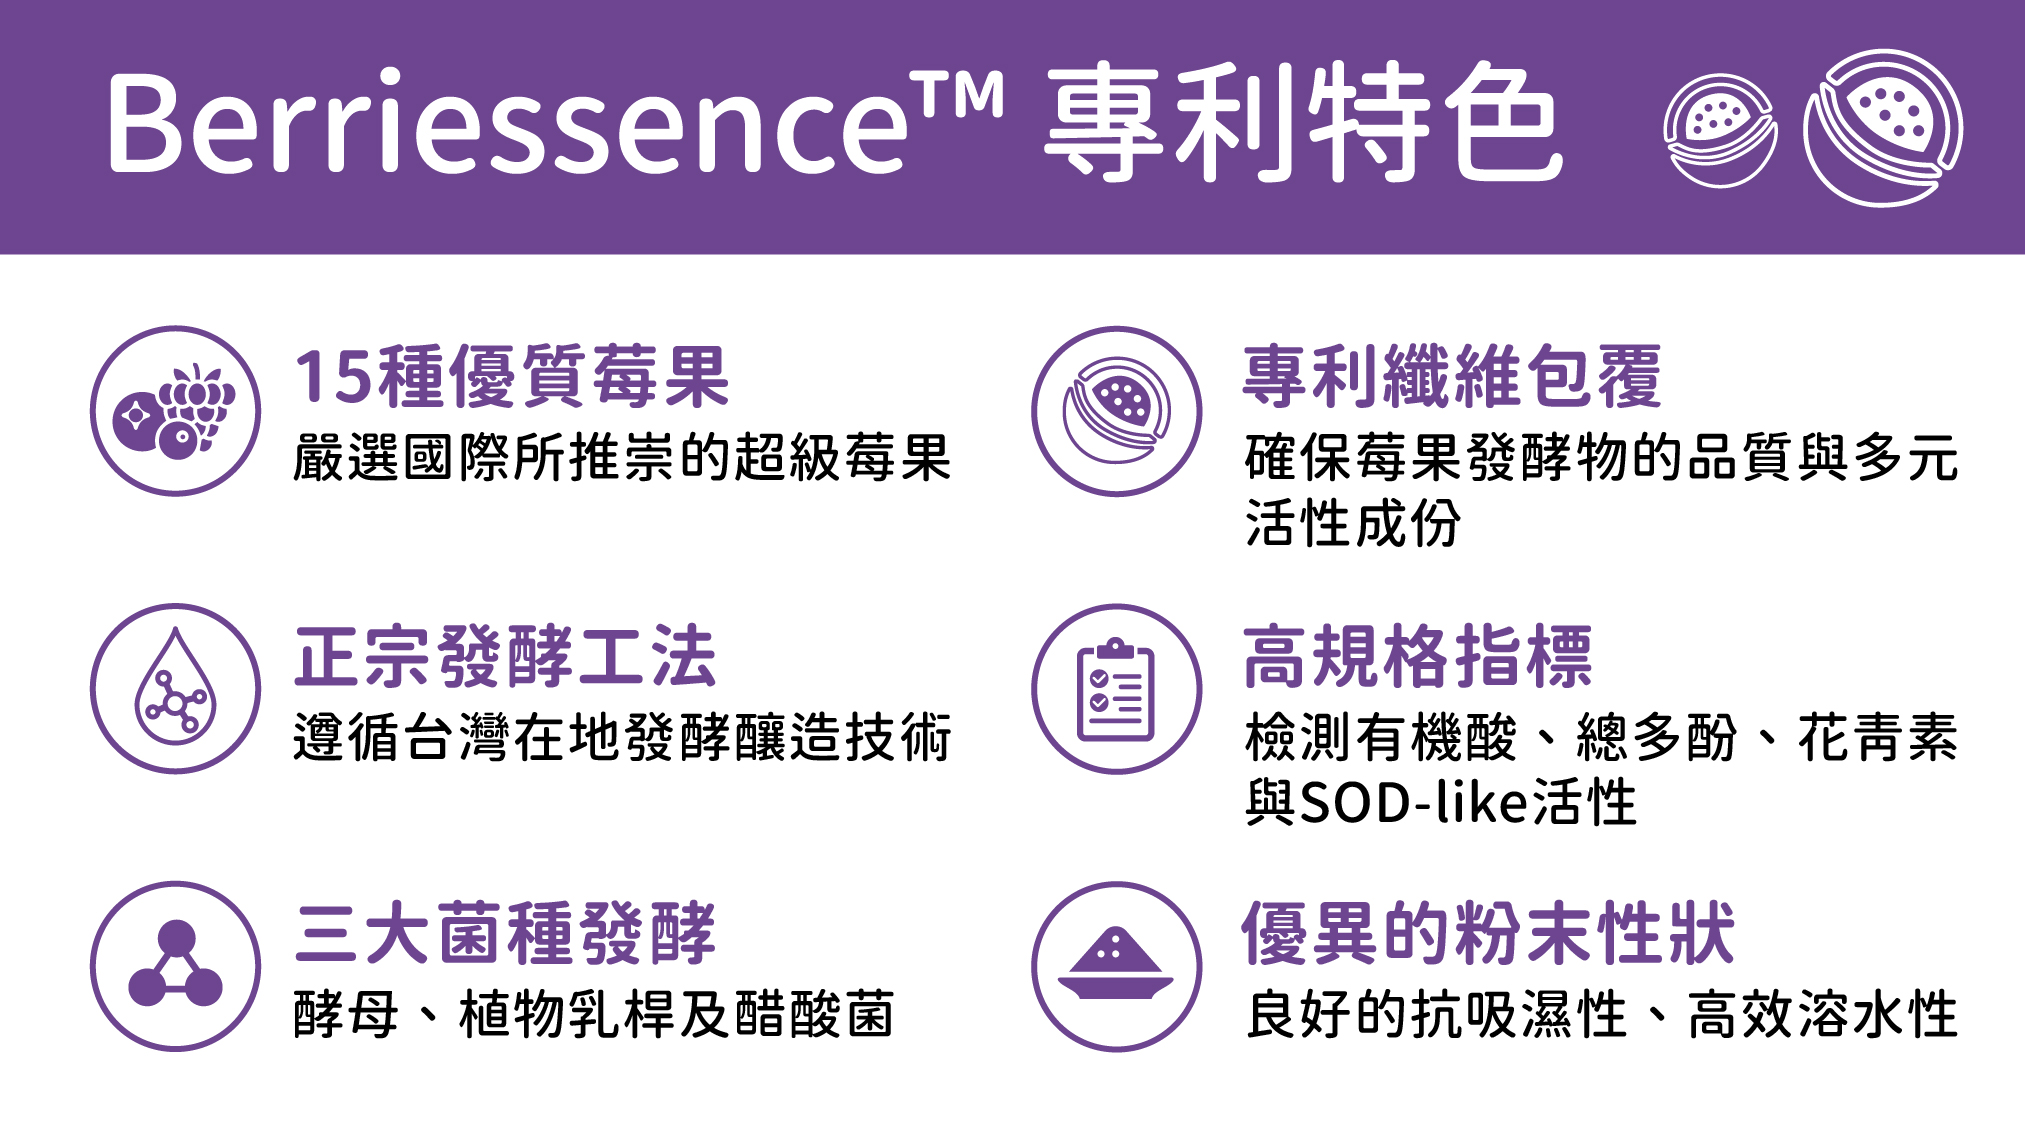 Berriessence™ 專利特色
15種優質莓果
嚴選國際所推崇的超級莓果
正宗發酵工法
遵循台灣在地發酵釀造技術
三大菌種發酵
酵母、植物乳桿及醋酸菌
專利纖維包覆
確保莓果發酵物的品質與多元
活性成份
高規格指標
檢測有機酸、總多酚、花青素
與SOD-like活性
優異的粉末性狀
良好的抗吸濕性、高效溶水性